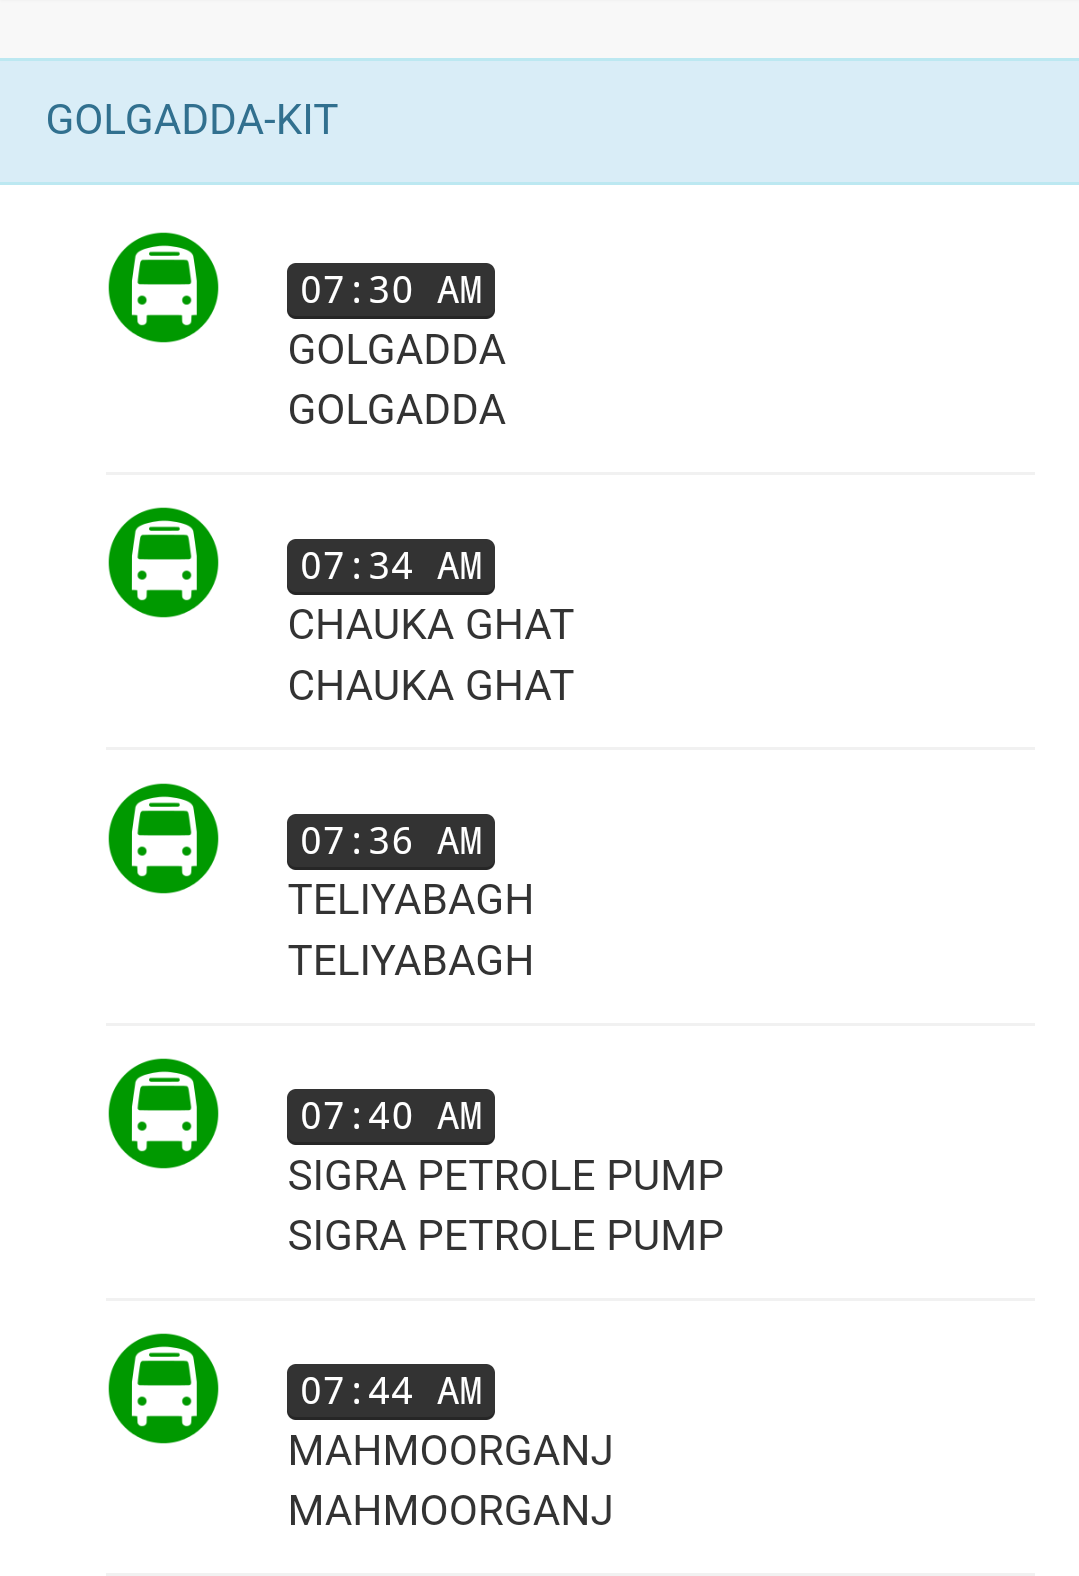 GOLGADDA-KIT
07:30 AM
GOLGADDA
GOLGADDA
07:34 AM
CHAUKA GHAT
CHAUKA GHAT
07:36 AM
TELIYABAGH
TELIYABAGH
07:40 AM
SIGRA PETROLE PUMP
SIGRA PETROLE PUMP
07:44 AM
MAHMOORGANJ
MAHMOORGANJ